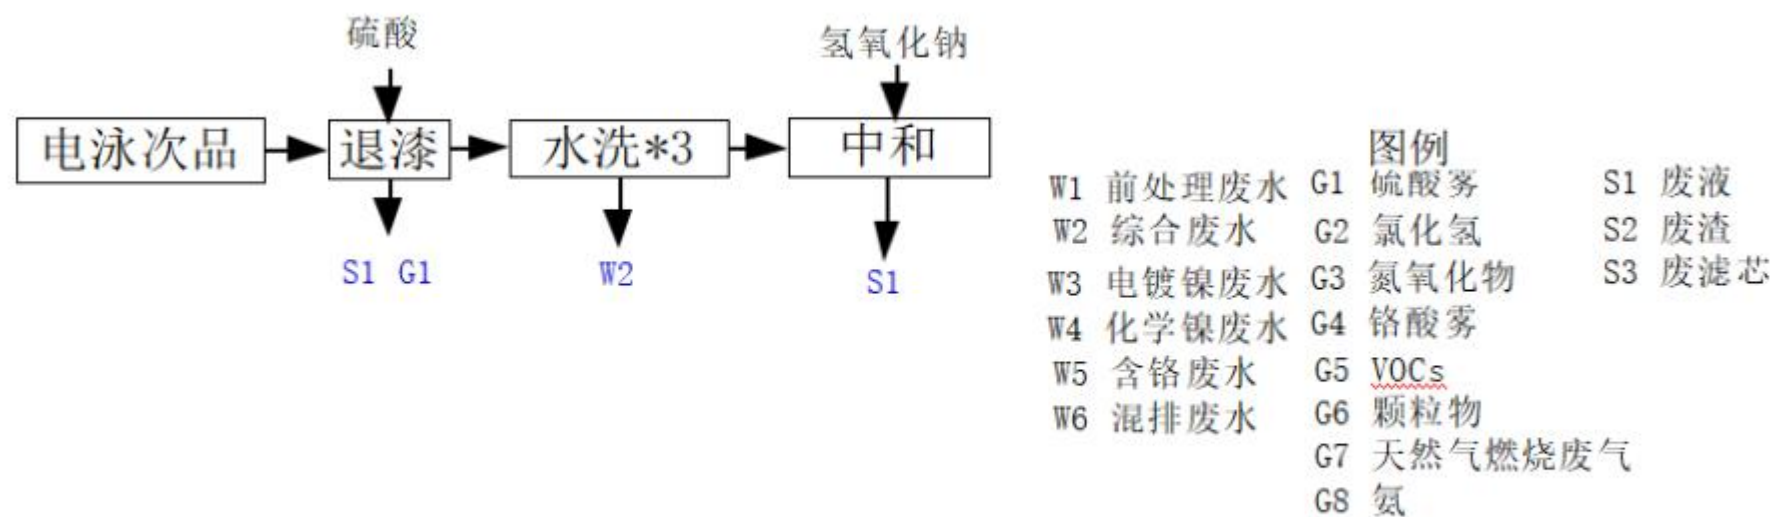 硫酸
氢氧化钠
电泳次品
退漆
水洗*3
中和
S1 G1
W2
S1
图例
W1 前处理废水 G1 硫酸雾 S1 废液
W2 综合废水 G2 氯化氢 S2 废渣
W3 电镀镍废水 G3 氮氧化物 S3 废滤芯
W4 化学镍废水 G4 铬酸雾
W5 含铬废水 G5 VOCs
W6 混排废水 G6 颗粒物
G7 天然气燃烧废气
G8 氨